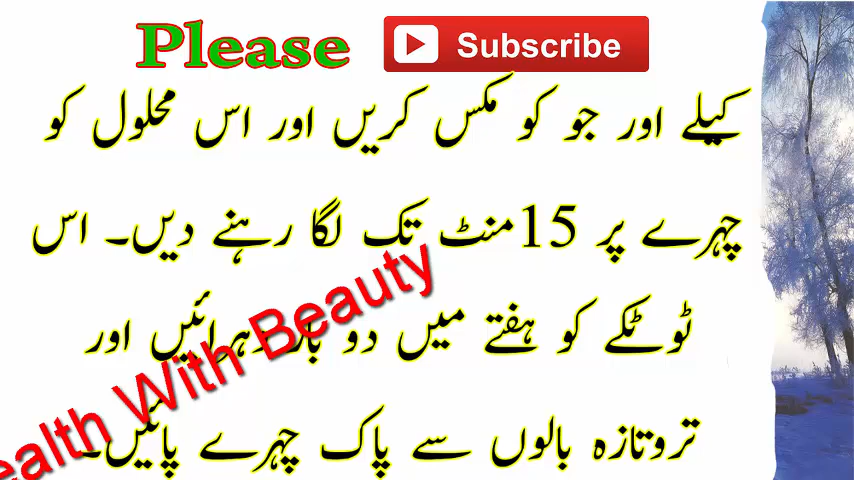 Please
Subscribe
کیلے اور جو کو مکس کریں اور اس محلول کو
چہرے پر 15 منٹ تک لگا رہنے دیں۔ اس
ٹوٹکے کو ہفتے میں دو بار دہرائیں اور
تروتازہ بالوں سے پاک چہرے پائیں۔
ealth With Beauty